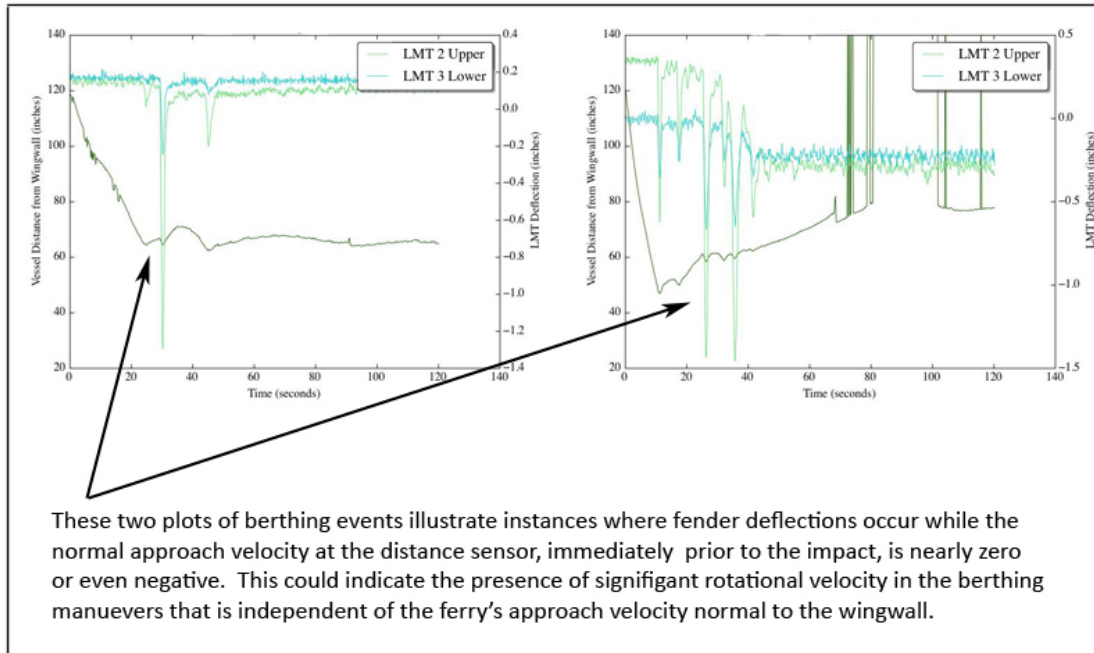 140
120
100
80
60
40
20
Vessel Distance from Wingwall (inches)
LMT 2 Upper
LMT 3 Lower
0.4
0.2
0.0
−0.2
−0.4
−0.6
−0.8
−1.0
−1.2
−1.4
LMT Deflection (inches)
0 20 40 60 80 100 120 140
Time (seconds)
140
120
100
80
60
40
20
Vessel Distance from Wingwall (inches)
LMT 2 Upper
LMT 3 Lower
0.5
0.0
−0.5
−1.0
−1.5
LMT Deflection (inches)
0 20 40 60 80 100 120 140
Time (seconds)
These two plots of berthing events illustrate instances where fender deflections occur while the
normal approach velocity at the distance sensor, immediately prior to the impact, is nearly zero
or even negative. This could indicate the presence of signifigant rotational velocity in the berthing
manuevers that is independent of the ferry’s approach velocity normal to the wingwall.